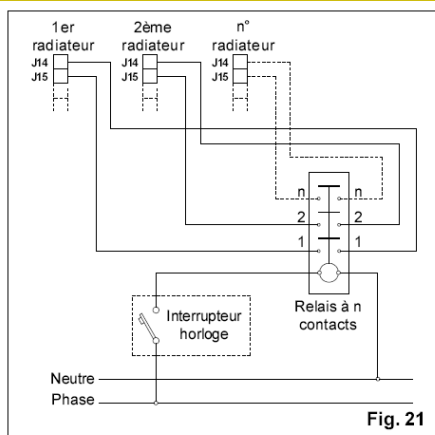 1er 2ème n°
radiateur radiateur radiateur
J14 J14 J14
J15 J15 J15
n n
2 2
1 1
Relais à n
contacts
Interrupteur
horloge
Neutre
Phase
Fig. 21